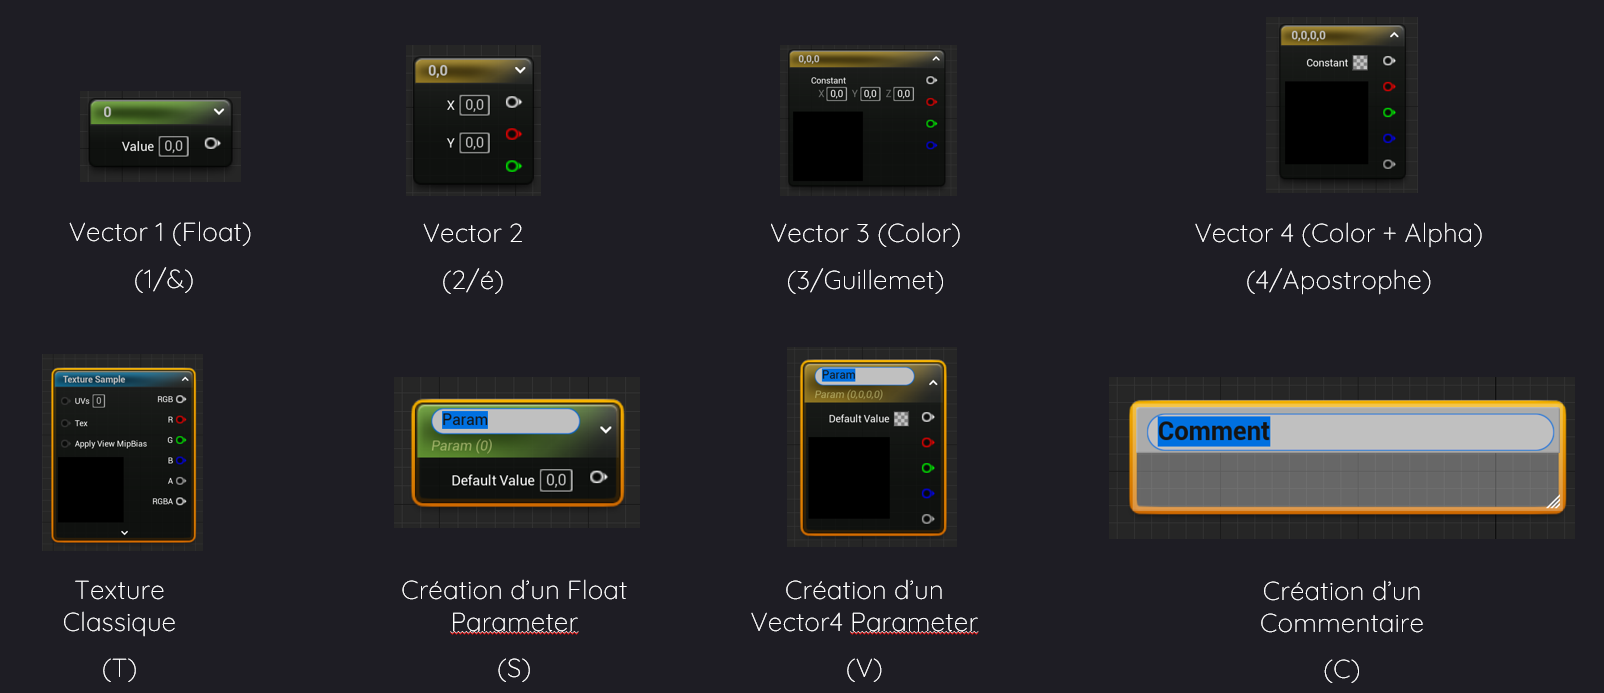 0
Value 0,0
Vector 1 (Float)
(1/&)
0,0
X 0,0
Y 0,0
Vector 2
(2/é)
0,0,0
Constant
X 0,0 Y 0,0 Z 0,0
Vector 3 (Color)
(3/Guillemet)
0,0,0,0
Constant
Vector 4 (Color + Alpha)
(4/Apostrophe)
Texture Sample
UVs 0 RGB
R
Tex
G
Apply View MipBias
B
A
RGBA
Texture
Classique
(T)
Param
Param (0)
Default Value 0,0
Création d'un Float
Parameter
(S)
Param
Param (0,0,0,0)
Default Value
Création d'un
Vector4 Parameter
(V)
Comment
Création d'un
Commentaire
(C)